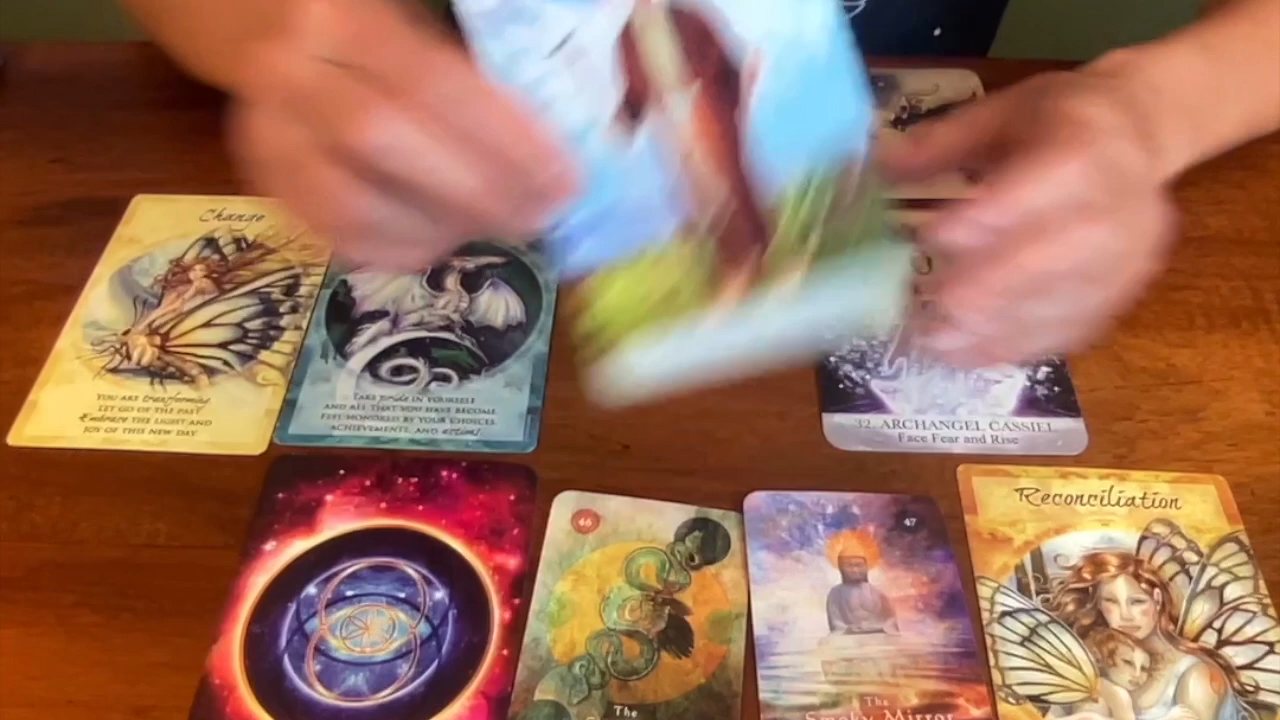 Change
YOU ARE transforming.
LET GO OF THE PAST
Embrace THE LIGHT AND
JOY OF THIS NEW DAY.
TAKE pride IN YOURSELF
AND ALL THAT YOU HAVE BECOME
FEEL HONORED BY YOUR CHOICES
ACHIEVEMENTS, AND actions.
32. ARCHANGEL CASSIEL
Face Fear and Rise
46
The
47
The
Smoky Mirror
Reconciliation